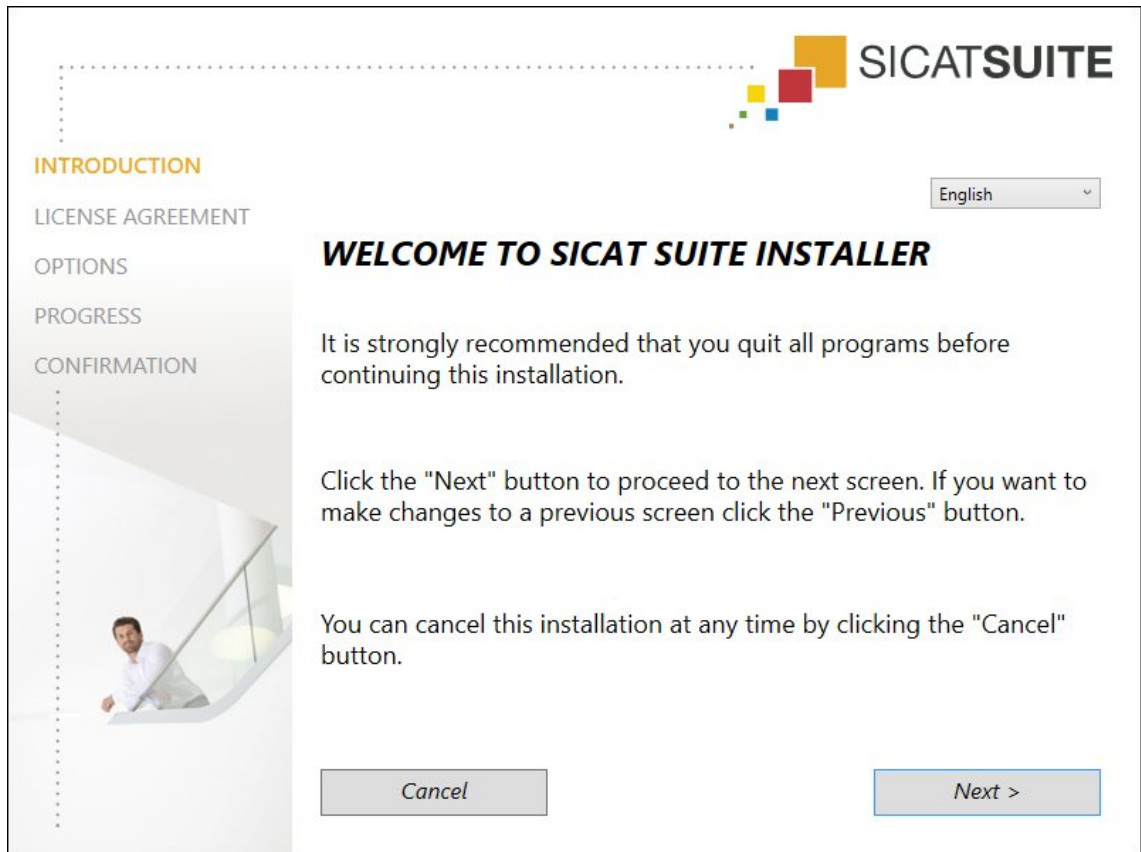 SICATSUITE
INTRODUCTION
LICENSE AGREEMENT
OPTIONS
PROGRESS
CONFIRMATION
English
WELCOME TO SICAT SUITE INSTALLER
It is strongly recommended that you quit all programs before
continuing this installation.
Click the "Next" button to proceed to the next screen. If you want to
make changes to a previous screen click the "Previous" button.
You can cancel this installation at any time by clicking the "Cancel"
button.
Cancel
Next >